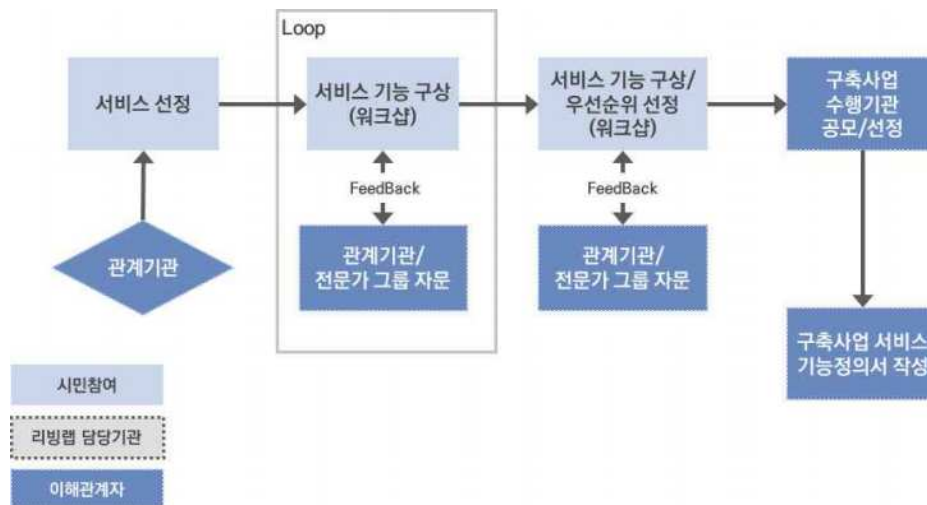 Loop
서비스 선정
서비스 기능 구상
(워크샵)
서비스 기능 구상/
우선순위 선정
(워크샵)
구축사업
수행기관
공모/선정
FeedBack
FeedBack
관계기관
관계기관/
전문가 그룹 자문
관계기관/
전문가 그룹 자문
구축사업 서비스
기능정의서 작성
시민참여
리빙랩 담당기관
이해관계자